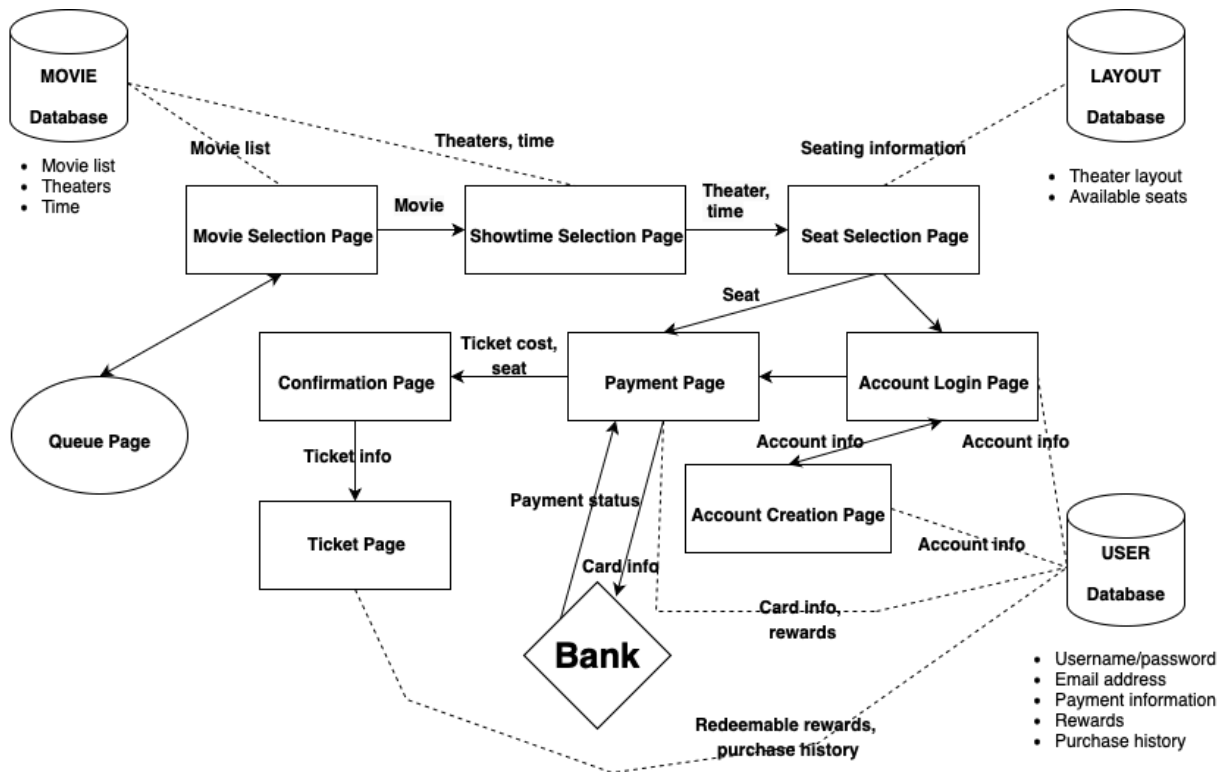 MOVIE
Database
• Movie list
• Theaters
• Time
LAYOUT
Database
• Theater layout
• Available seats
Movie list
Theaters, time
Seating information
Movie Selection Page
Movie
Showtime Selection Page
Theater,
time
Seat Selection Page
Seat
Queue Page
Confirmation Page
Ticket cost,
seat
Payment Page
Account Login Page
Ticket info
Account info
Account info
Ticket Page
Payment status
Account Creation Page
Account info
Card info
Bank
Card info,
rewards
USER
Database
• Username/password
• Email address
• Payment information
• Rewards
• Purchase history
Redeemable rewards,
purchase history